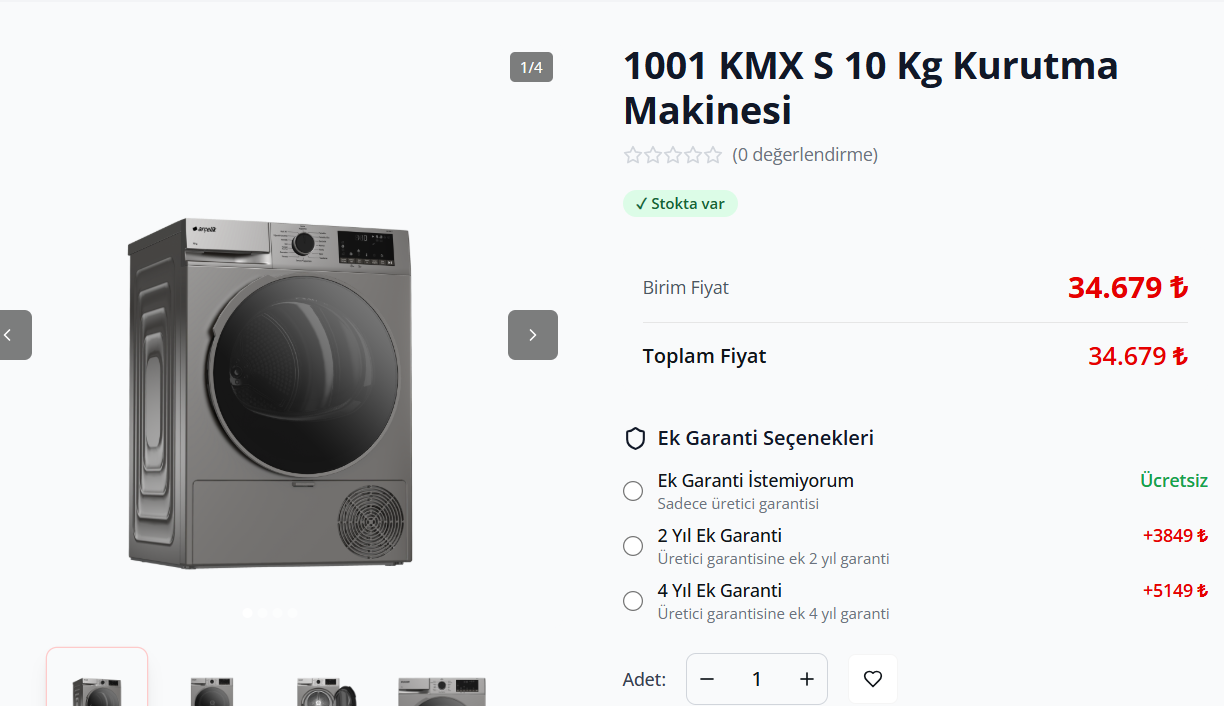 1/4
arçelik
1001 KMX S 10 Kg Kurutma
Makinesi
(0 değerlendirme)
✓ Stokta var
Birim Fiyat
34.679 ₺
Toplam Fiyat
34.679 ₺
Ek Garanti Seçenekleri
Ek Garanti İstemiyorum
Ücretsiz
Sadece üretici garantisi
2 Yıl Ek Garanti
+3849 ₺
Üretici garantisine ek 2 yıl garanti
4 Yıl Ek Garanti
+5149 ₺
Üretici garantisine ek 4 yıl garanti
Adet:
− 1 +